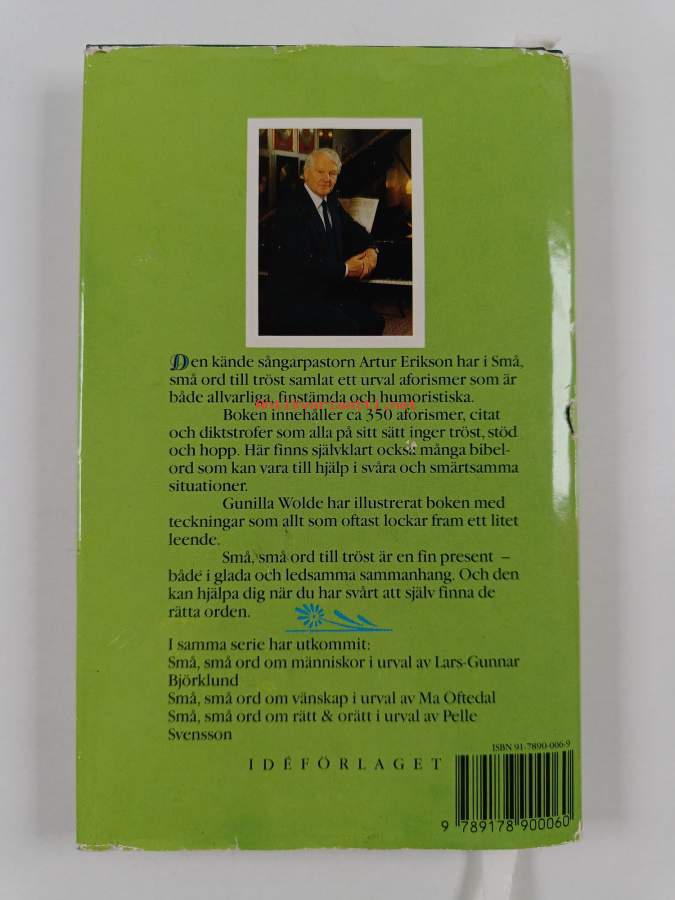 Den kände sångarpastorn Artur Erikson har i Små,
små ord till tröst samlat ett urval aforismer som är
både allvarliga, finstämda och humoristiska.
Boken innehåller ca 350 aforismer, citat
och diktstrofer som alla på sitt sätt inger tröst, stöd
och hopp. Här finns självklart också många bibel-
ord som kan vara till hjälp i svåra och smärtsamma
situationer.
Gunilla Wolde har illustrerat boken med
teckningar som allt som oftast lockar fram ett litet
leende.
Små, små ord till tröst är en fin present –
både i glada och ledsamma sammanhang. Och den
kan hjälpa dig när du har svårt att själv finna de
rätta orden.
I samma serie har utkommit:
Små, små ord om människor i urval av Lars-Gunnar
Björklund
Små, små ord om vänskap i urval av Ma Oftedal
Små, små ord om rätt & orätt i urval av Pelle
Svensson
ISBN 91-7890-006-9
IDÉFÖRLAGET
9 789178 900060